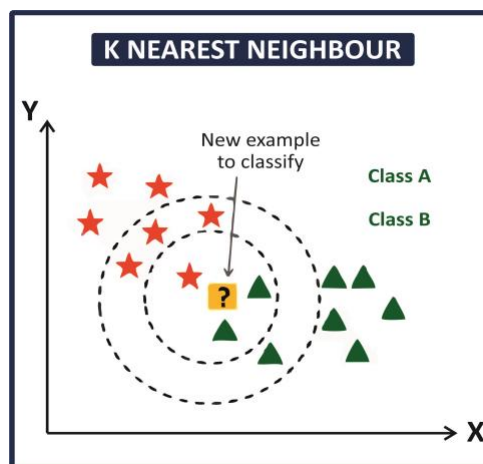 K NEAREST NEIGHBOUR
Y
New example
to classify
Class A
Class B
?
X